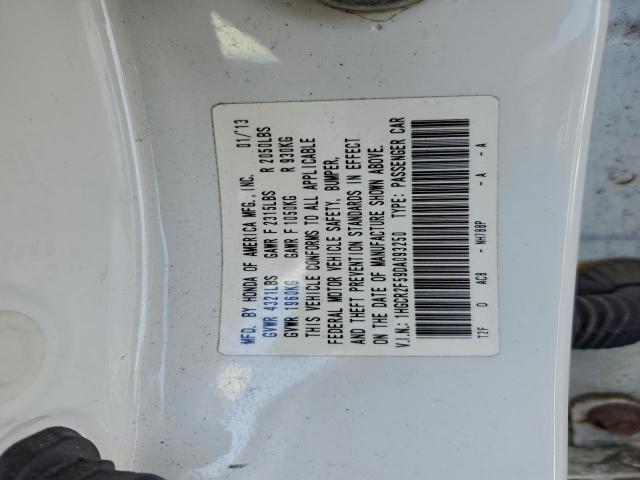 MFD. BY HONDA OF AMERICA MFG., INC. 01/13
GVWR 4321LBS GAWR F 2315LBS R 2050LBS
GVWR 1960KG GAWR F 1050KG R 930KG
THIS VEHICLE CONFORMS TO ALL APPLICABLE
FEDERAL MOTOR VEHICLE SAFETY, BUMPER,
AND THEFT PREVENTION STANDARDS IN EFFECT
ON THE DATE OF MANUFACTURE SHOWN ABOVE.
V.I.N.: 1HGCR2F59DA093250 TYPE: PASSENGER CAR
T2F D AC8 - NH788P - A - A